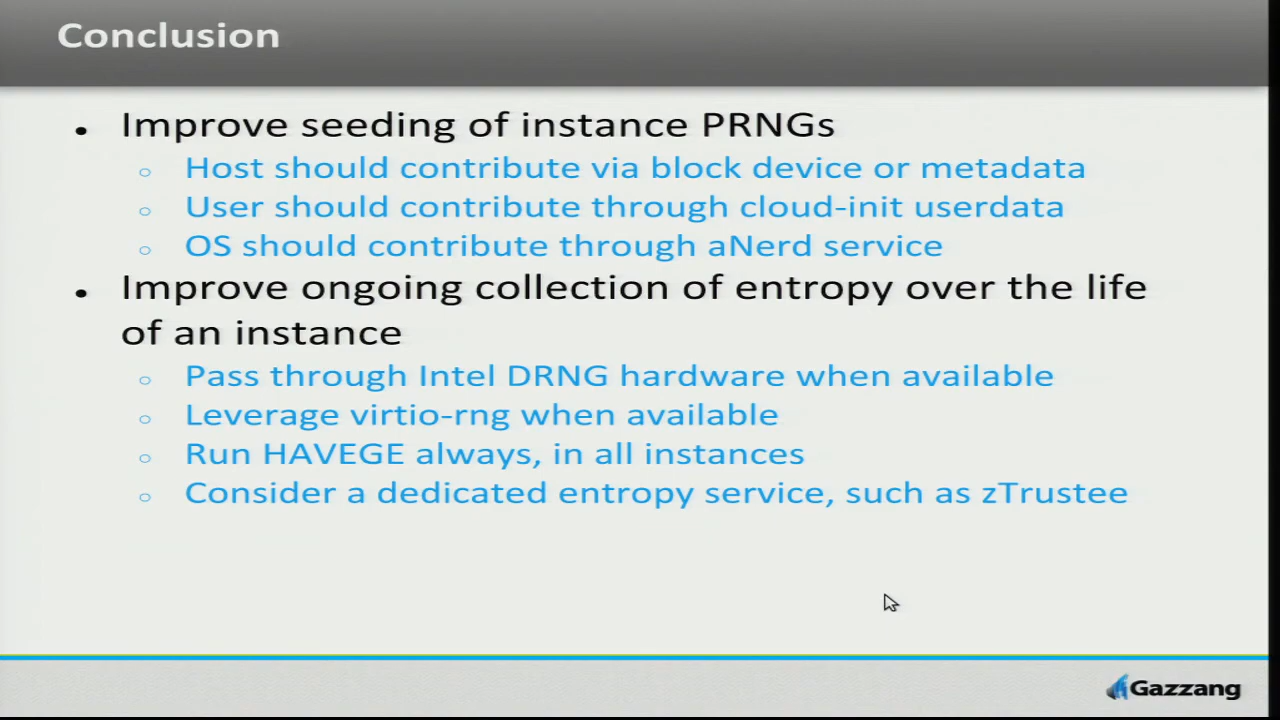 Conclusion
● Improve seeding of instance PRNGs
○ Host should contribute via block device or metadata
○ User should contribute through cloud-init userdata
○ OS should contribute through aNerd service
● Improve ongoing collection of entropy over the life
of an instance
○ Pass through Intel DRNG hardware when available
○ Leverage virtio-rng when available
○ Run HAVEGE always, in all instances
○ Consider a dedicated entropy service, such as zTrustee
Gazzang